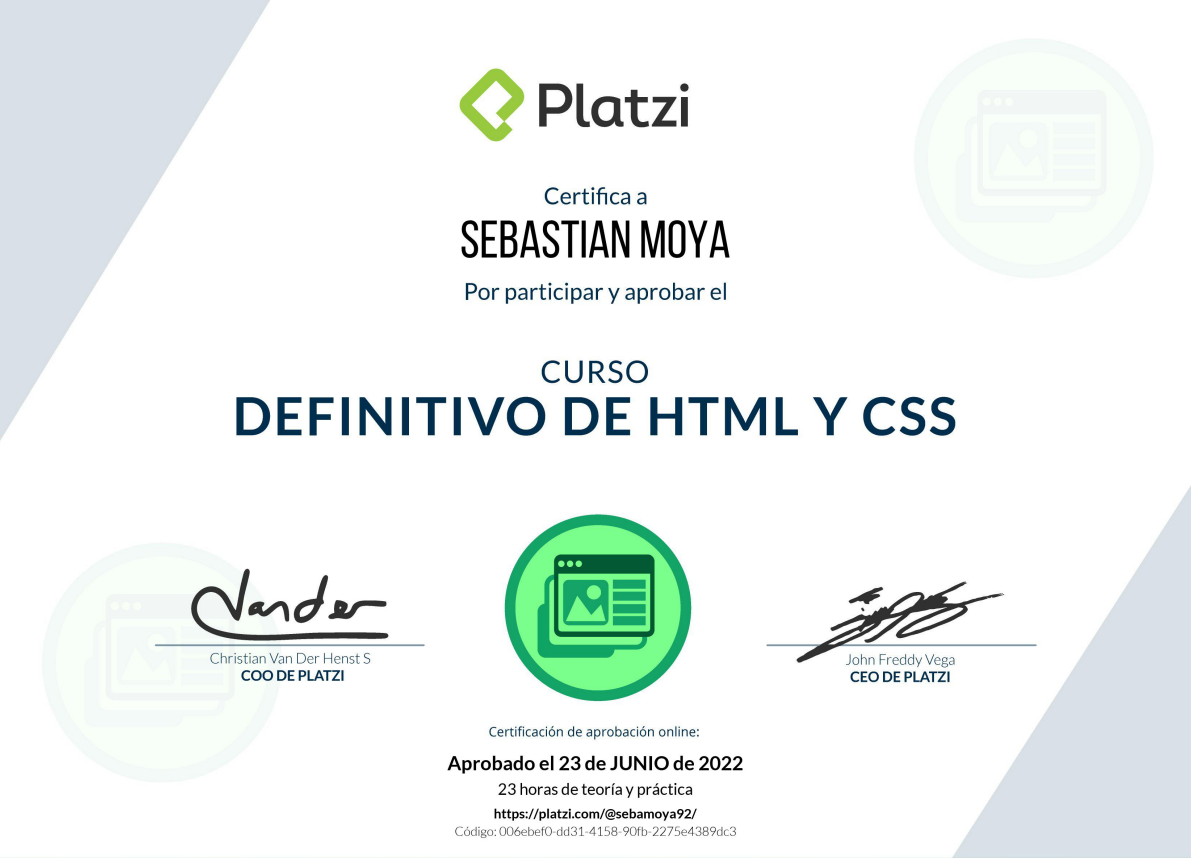 Platzi
Certifica a
SEBASTIAN MOYA
Por participar y aprobar el
CURSO
DEFINITIVO DE HTML Y CSS
Vander
Christian Van Der Henst S
COO DE PLATZI
John Freddy Vega
CEO DE PLATZI
Certificación de aprobación online:
Aprobado el 23 de JUNIO de 2022
23 horas de teoría y práctica
https://platzi.com/@sebamoya92/
Código: 006ebef0-dd31-4158-90fb-2275e4389dc3